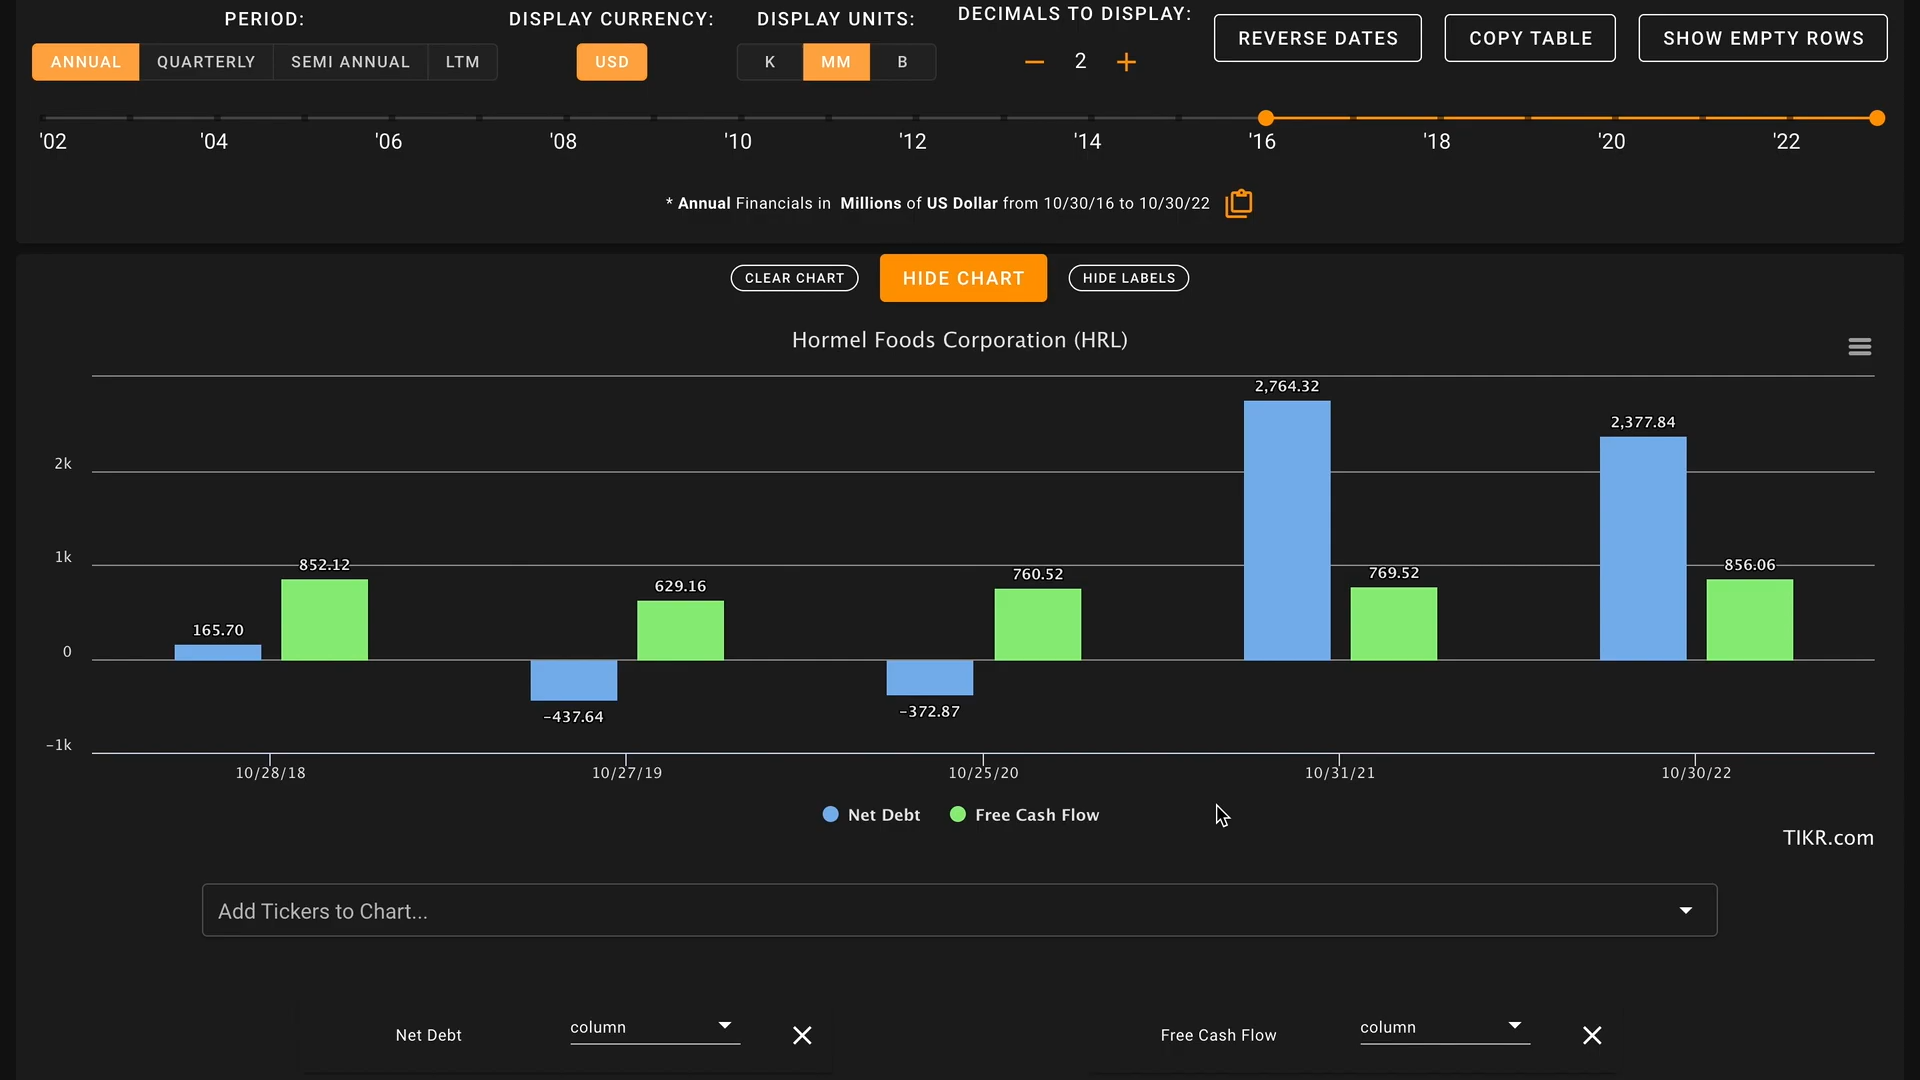 PERIOD:
DISPLAY CURRENCY:
DISPLAY UNITS:
DECIMALS TO DISPLAY:
ANNUAL QUARTERLY SEMI ANNUAL LTM
USD
K MM B
2
REVERSE DATES
COPY TABLE
SHOW EMPTY ROWS
'02 '04 '06 '08 '10 '12 '14 '16 '18 '20 '22
* Annual Financials in Millions of US Dollar from 10/30/16 to 10/30/22
CLEAR CHART
HIDE CHART
HIDE LABELS
Hormel Foods Corporation (HRL)
2,764.32
2,377.84
2k
1k
852.12
629.16
760.52
769.52
856.06
165.70
0
-437.64
-372.87
-1k
10/28/18 10/27/19 10/25/20 10/31/21 10/30/22
Net Debt Free Cash Flow
TIKR.com
Add Tickers to Chart...
Net Debt column
Free Cash Flow column